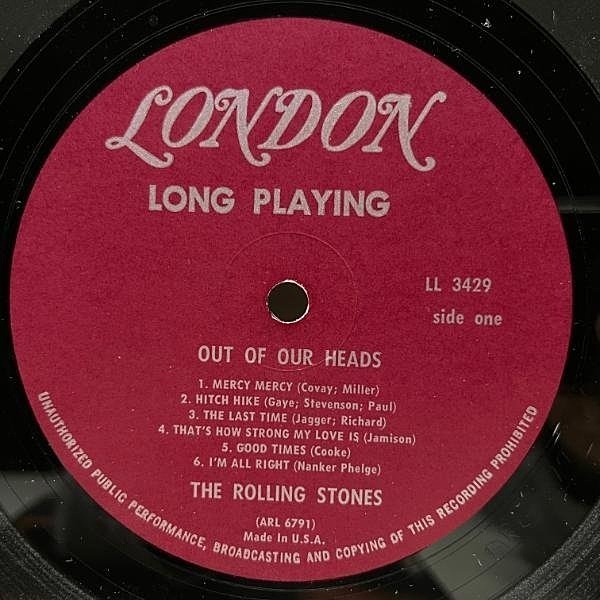 LONDON
LONG PLAYING
LL 3429
side one
OUT OF OUR HEADS
1. MERCY MERCY (Covay; Miller)
2. HITCH HIKE (Gaye; Stevenson; Paul)
3. THE LAST TIME (Jagger; Richard)
4. THAT'S HOW STRONG MY LOVE IS (Jamison)
5. GOOD TIMES (Cooke)
6. I'M ALL RIGHT (Nanker Phelge)
THE ROLLING STONES
(ARL 6791)
Made in U.S.A.
UNAUTHORIZED PUBLIC PERFORMANCE, BROADCASTING AND COPYING OF THIS RECORDING PROHIBITED